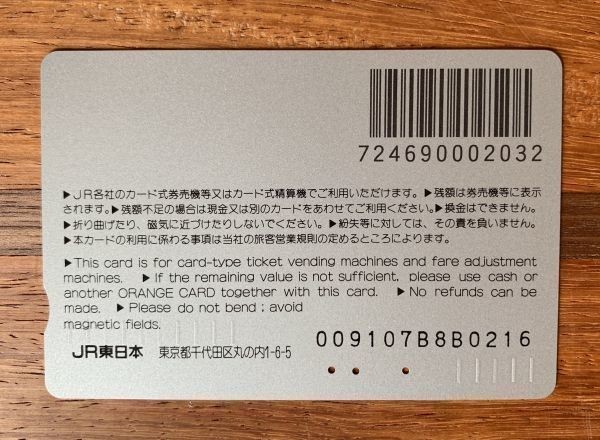 724690002032
▶JR各社のカード式券売機等又はカード式精算機でご利用いただけます。▶残額は券売機等に表示
されます。▶残額不足の場合は現金又は別のカードをあわせてご利用ください。▶換金はできません。
▶折り曲げたり、磁気に近づけたりしないでください。▶紛失等に対しては、その責を負いません。
▶本カードの利用に係わる事項は当社の旅客営業規則の定めるところによります。
▶This card is for card-type ticket vending machines and fare adjustment
machines. ▶If the remaining value is not sufficient, please use cash or
another ORANGE CARD together with this card. ▶No refunds can be
made. ▶Please do not bend ; avoid
magnetic fields.
009107B8B0216
JR東日本 東京都千代田区丸の内1-6-5